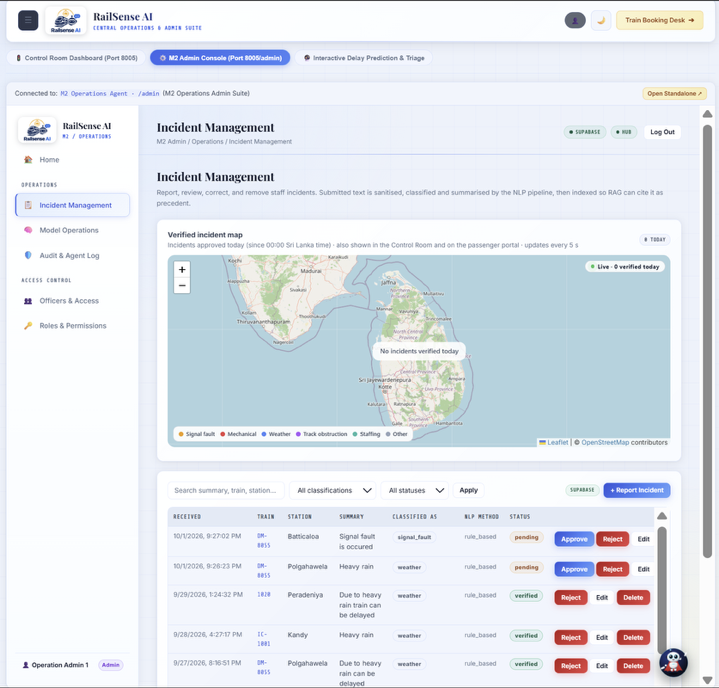 Railsense AI
RailSense AI
CENTRAL OPERATIONS & ADMIN SUITE
Train Booking Desk →
Control Room Dashboard (Port 8005)
M2 Admin Console (Port 8005/admin)
Interactive Delay Prediction & Triage
Connected to: M2 Operations Agent - /admin (M2 Operations Admin Suite)
Open Standalone ↗
Railsense AI
RailSense AI
M2 / OPERATIONS
Home
OPERATIONS
Incident Management
Model Operations
Audit & Agent Log
ACCESS CONTROL
Officers & Access
Roles & Permissions
Operation Admin 1
Admin
Incident Management
M2 Admin / Operations / Incident Management
SUPABASE
HUB
Log Out
Incident Management
Report, review, correct, and remove staff incidents. Submitted text is sanitised, classified and summarised by the NLP pipeline, then indexed so RAG can cite it as
precedent.
Verified incident map
Incidents approved today (since 00:00 Sri Lanka time) · also shown in the Control Room and on the passenger portal · updates every 5 s
0 TODAY
+
−
Live · 0 verified today
Madurai
Sivakasi
Kollam
Thoothukudi
Thiruvananthapuram
Nagercoil
Jaffna
Mullaitivu
No incidents verified today
Sri Jayewardenepura
Kotte
Ampara
Kalutara
Galle
Hambantota
Signal fault
Mechanical
Weather
Track obstruction
Staffing
Other
Leaflet | © OpenStreetMap contributors
Search summary, train, station...
All classifications
All statuses
Apply
SUPABASE
+ Report Incident
RECEIVED TRAIN STATION SUMMARY CLASSIFIED AS NLP METHOD STATUS
10/1/2026, 9:27:02 PM DM-8055 Batticaloa Signal fault is occured signal_fault rule_based pending Approve Reject Edit
10/1/2026, 9:26:23 PM DM-8055 Polgahawela Heavy rain weather rule_based pending Approve Reject Edit
9/29/2026, 1:24:32 PM 1020 Peradeniya Due to heavy rain train can be delayed weather rule_based verified Reject Edit Delete
9/28/2026, 4:27:17 PM IC-1001 Kandy Heavy rain weather rule_based verified Reject Edit Delete
9/27/2026, 8:16:51 PM DM-8055 Polgahawela Due to heavy rain can be delayed weather rule_based verified Reject Edit Delete